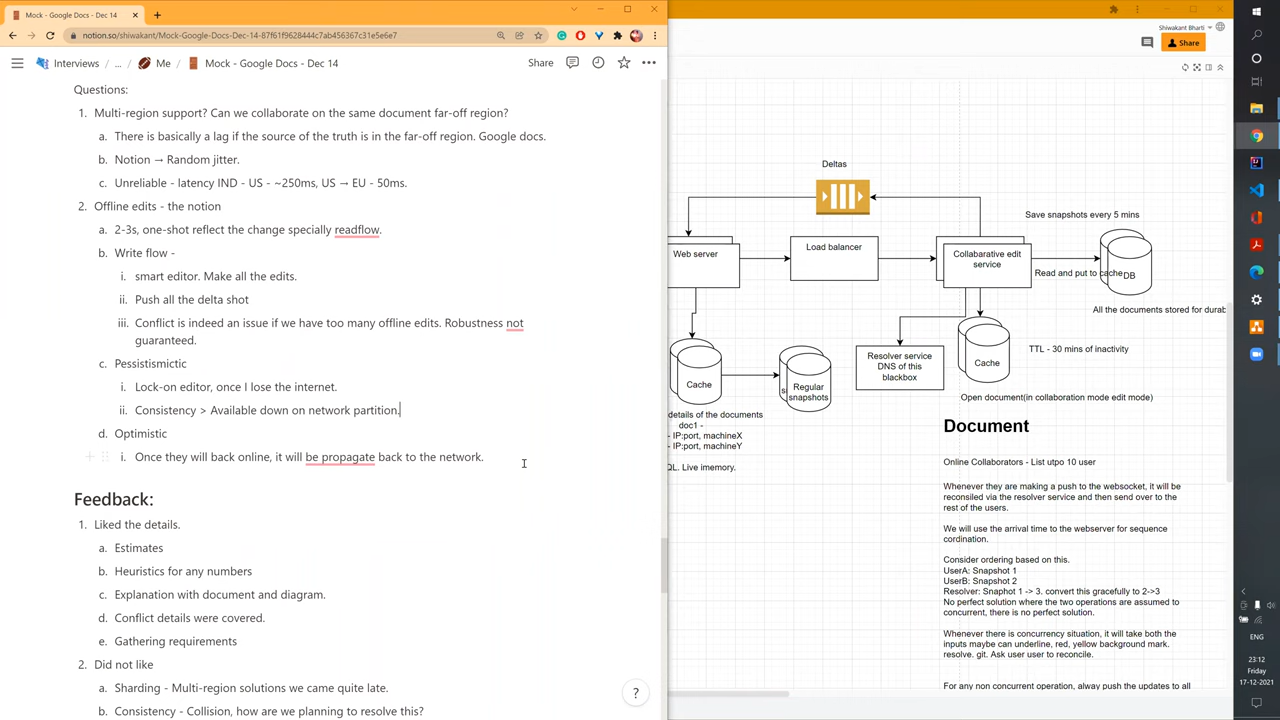 Mock - Google Docs - Dec 14
notion.so/shiwakant/Mock-Google-Docs-Dec-14-87f61f9628444c7ab456367c31e5e6e7
Interviews / ... / Me / Mock - Google Docs - Dec 14
Share
Questions:
1. Multi-region support? Can we collaborate on the same document far-off region?
a. There is basically a lag if the source of the truth is in the far-off region. Google docs.
b. Notion → Random jitter.
c. Unreliable - latency IND - US - ~250ms, US → EU - 50ms.
2. Offline edits - the notion
a. 2-3s, one-shot reflect the change specially readflow.
b. Write flow -
i. smart editor. Make all the edits.
ii. Push all the delta shot
iii. Conflict is indeed an issue if we have too many offline edits. Robustness not
guaranteed.
c. Pessistismictic
i. Lock-on editor, once I lose the internet.
ii. Consistency > Available down on network partition.
d. Optimistic
i. Once they will back online, it will be propagate back to the network.
Feedback:
1. Liked the details.
a. Estimates
b. Heuristics for any numbers
c. Explanation with document and diagram.
d. Conflict details were covered.
e. Gathering requirements
2. Did not like
a. Sharding - Multi-region solutions we came quite late.
b. Consistency - Collision, how are we planning to resolve this?
?
Shiwakant Bharti
Share
Deltas
Save snapshots every 5 mins
Web server
Load balancer
Collabarative edit
service
Read and put to cache
DB
All the documents stored for durab
Cache
Regular
snapshots
Resolver service
DNS of this
blackbox
Cache
TTL - 30 mins of inactivity
details of the documents
doc1 -
- IP:port, machineX
- IP:port, machineY
QL. Live imemory.
Open document(in collaboration mode edit mode)
Document
Online Collaborators - List utpo 10 user
Whenever they are making a push to the websocket, it will be
reconsiled via the resolver service and then send over to the
rest of the users.
We will use the arrival time to the webserver for sequence
cordination.
Consider ordering based on this.
UserA: Snapshot 1
UserB: Snapshot 2
Resolver: Snaphot 1 -> 3. convert this gracefully to 2->3
No perfect solution where the two operations are assumed to
concurrent, there is no perfect solution.
Whenever there is concurrency situation, it will take both the
inputs maybe can underline, red, yellow background mark.
resolve. git. Ask user user to reconcile.
For any non concurrent operation, alway push the updates to all
ENG
23:12
Friday
17-12-2021